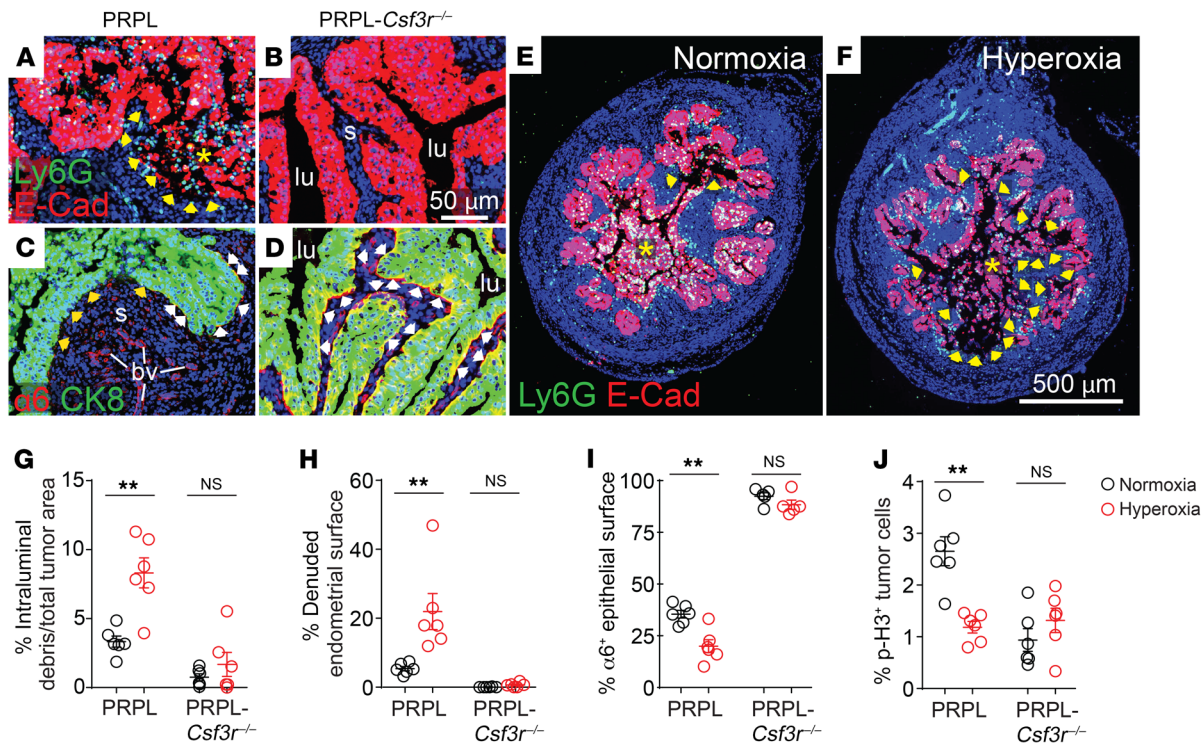 PRPL
PRPL-Csf3r–/–
A
Ly6G
E-Cad
*
B
s
lu
lu
50 μm
C
s
bv
α6 CK8
D
lu
lu
E
Normoxia
*
Ly6G E-Cad
F
Hyperoxia
*
500 μm
G
% Intraluminal
debris/total tumor area
15
10
5
0
**
NS
PRPL
PRPL-
Csf3r–/–
H
% Denuded
endometrial surface
60
40
20
0
**
NS
PRPL
PRPL-
Csf3r–/–
I
% α6+ epithelial surface
100
75
50
25
**
NS
PRPL
PRPL-
Csf3r–/–
J
% p-H3+ tumor cells
4
3
2
1
0
**
NS
PRPL
PRPL-
Csf3r–/–
Normoxia
Hyperoxia